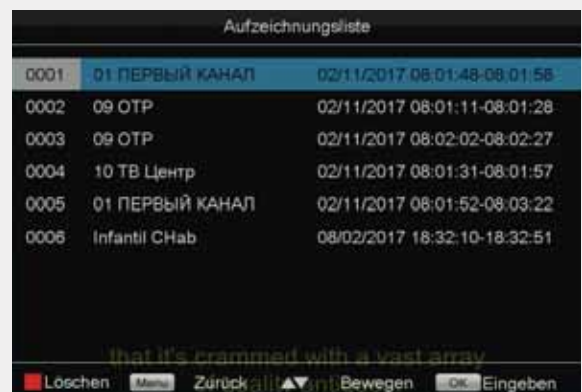 Aufzeichnungsliste
0001 01 ПЕРВЫЙ КАНАЛ 02/11/2017 08:01:48-08:01:58
0002 09 ОТР 02/11/2017 08:01:11-08:01:28
0003 09 ОТР 02/11/2017 08:02:02-08:02:27
0004 10 ТВ Центр 02/11/2017 08:01:31-08:01:57
0005 01 ПЕРВЫЙ КАНАЛ 02/11/2017 08:01:52-08:03:22
0006 Infantil CHab 08/02/2017 18:32:10-18:32:51
that it's crammed with a vast array
Löschen Menu Zurück ▲▼ Bewegen OK Eingeben